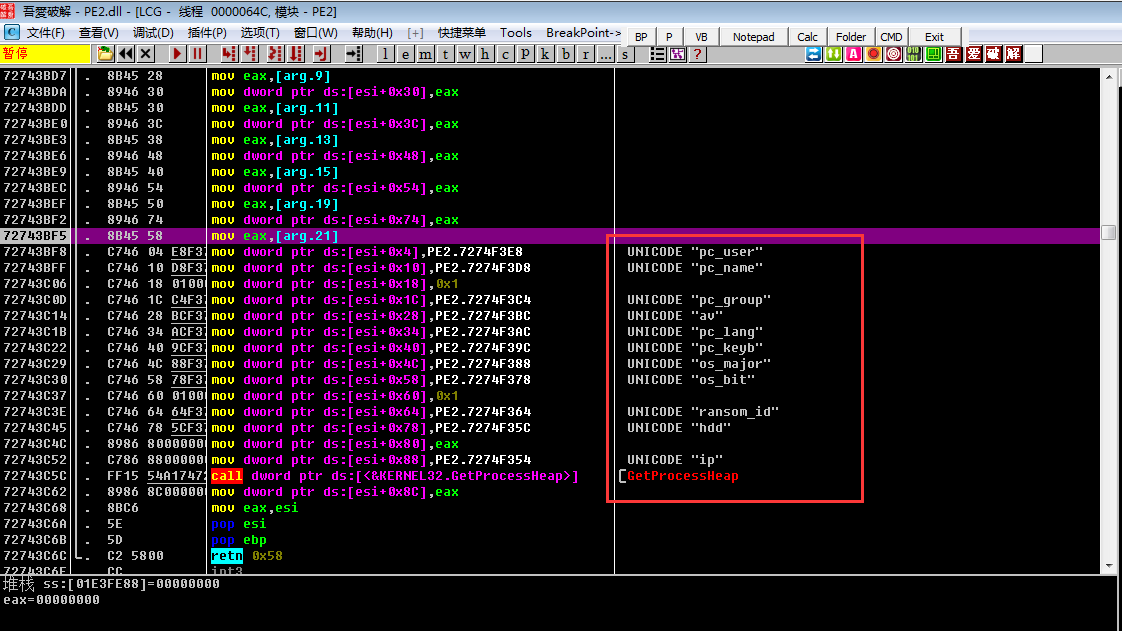 吾爱破解 - PE2.dll - [LCG - 线程 0000064C, 模块 - PE2]
C 文件(F) 查看(V) 调试(D) 插件(P) 选项(T) 窗口(W) 帮助(H) [+] 快捷菜单 Tools BreakPoint-> BP P VB Notepad Calc Folder CMD Exit
暂停 l e m t w h c p k b r ... s ? A 吾 爱 破 解
72743BD7 . 8B45 28 mov eax,[arg.9]
72743BDA . 8946 30 mov dword ptr ds:[esi+0x30],eax
72743BDD . 8B45 30 mov eax,[arg.11]
72743BE0 . 8946 3C mov dword ptr ds:[esi+0x3C],eax
72743BE3 . 8B45 38 mov eax,[arg.13]
72743BE6 . 8946 48 mov dword ptr ds:[esi+0x48],eax
72743BE9 . 8B45 40 mov eax,[arg.15]
72743BEC . 8946 54 mov dword ptr ds:[esi+0x54],eax
72743BEF . 8B45 50 mov eax,[arg.19]
72743BF2 . 8946 74 mov dword ptr ds:[esi+0x74],eax
72743BF5 . 8B45 58 mov eax,[arg.21]
72743BF8 . C746 04 E8F37 mov dword ptr ds:[esi+0x4],PE2.7274F3E8 UNICODE "pc_user"
72743BFF . C746 10 D8F37 mov dword ptr ds:[esi+0x10],PE2.7274F3D8 UNICODE "pc_name"
72743C06 . C746 18 01000 mov dword ptr ds:[esi+0x18],0x1
72743C0D . C746 1C C4F37 mov dword ptr ds:[esi+0x1C],PE2.7274F3C4 UNICODE "pc_group"
72743C14 . C746 28 BCF37 mov dword ptr ds:[esi+0x28],PE2.7274F3BC UNICODE "av"
72743C1B . C746 34 ACF37 mov dword ptr ds:[esi+0x34],PE2.7274F3AC UNICODE "pc_lang"
72743C22 . C746 40 9CF37 mov dword ptr ds:[esi+0x40],PE2.7274F39C UNICODE "pc_keyb"
72743C29 . C746 4C 88F37 mov dword ptr ds:[esi+0x4C],PE2.7274F388 UNICODE "os_major"
72743C30 . C746 58 78F37 mov dword ptr ds:[esi+0x58],PE2.7274F378 UNICODE "os_bit"
72743C37 . C746 60 01000 mov dword ptr ds:[esi+0x60],0x1
72743C3E . C746 64 64F37 mov dword ptr ds:[esi+0x64],PE2.7274F364 UNICODE "ransom_id"
72743C45 . C746 78 5CF37 mov dword ptr ds:[esi+0x78],PE2.7274F35C UNICODE "hdd"
72743C4C . 8986 80000000 mov dword ptr ds:[esi+0x80],eax
72743C52 . C786 88000000 mov dword ptr ds:[esi+0x88],PE2.7274F354 UNICODE "ip"
72743C5C . FF15 54A17472 call dword ptr ds:[<&KERNEL32.GetProcessHeap>] GetProcessHeap
72743C62 . 8986 8C000000 mov dword ptr ds:[esi+0x8C],eax
72743C68 . 8BC6 mov eax,esi
72743C6A . 5E pop esi
72743C6B . 5D pop ebp
72743C6C . C2 5800 retn 0x58
72743C6F CC int3
堆栈 ss:[01E3FE88]=00000000
eax=00000000